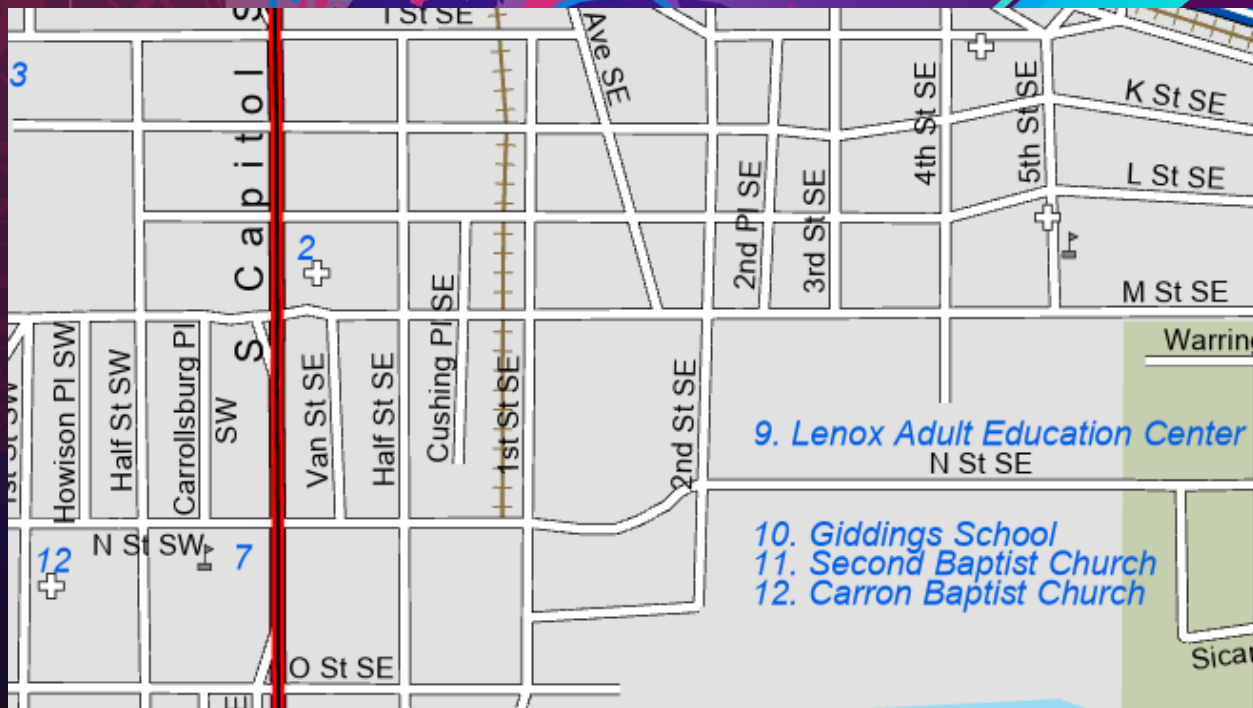 I St SE
S Capitol S
Ave SE
3
4th St SE
5th St SE
K St SE
L St SE
2nd Pl SE
3rd St SE
2
M St SE
Cushing Pl SE
Howison Pl SW
Half St SW
Carrollsburg Pl
SW
Van St SE
Half St SE
1st St SE
2nd St SE
1st St SW
9. Lenox Adult Education Center
N St SE
N St SW
12
7
10. Giddings School
11. Second Baptist Church
12. Carron Baptist Church
O St SE